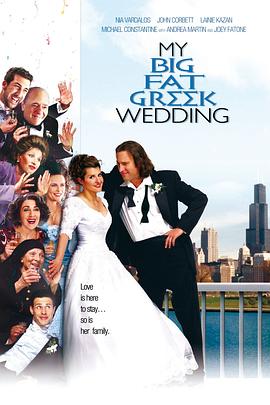 NIA VARDALOS JOHN CORBETT LAINIE KAZAN
MICHAEL CONSTANTINE WITH ANDREA MARTIN AND JOEY FATONE
MY
BIG
FAT
GREEK
WEDDING
Love
is here
to stay...
so is
her family.